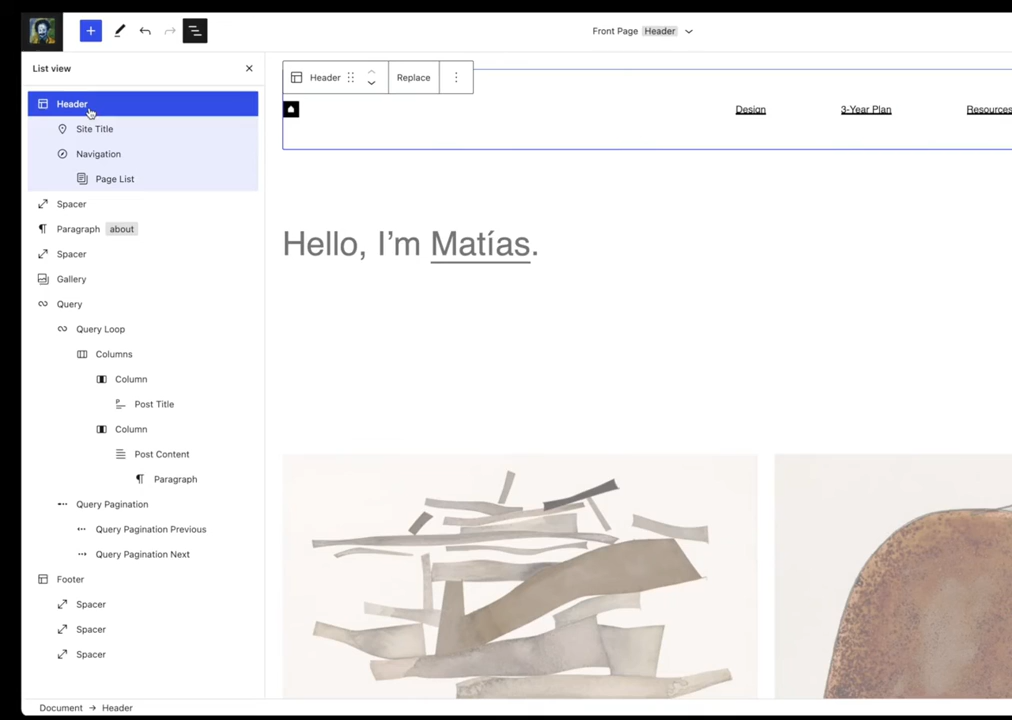 Front Page Header
List view
Header
Site Title
Navigation
Page List
Spacer
Paragraph about
Spacer
Gallery
Query
Query Loop
Columns
Column
Post Title
Column
Post Content
Paragraph
Query Pagination
Query Pagination Previous
Query Pagination Next
Footer
Spacer
Spacer
Spacer
Header Replace
Design 3-Year Plan Resources
Hello, I’m Matías.
Document → Header